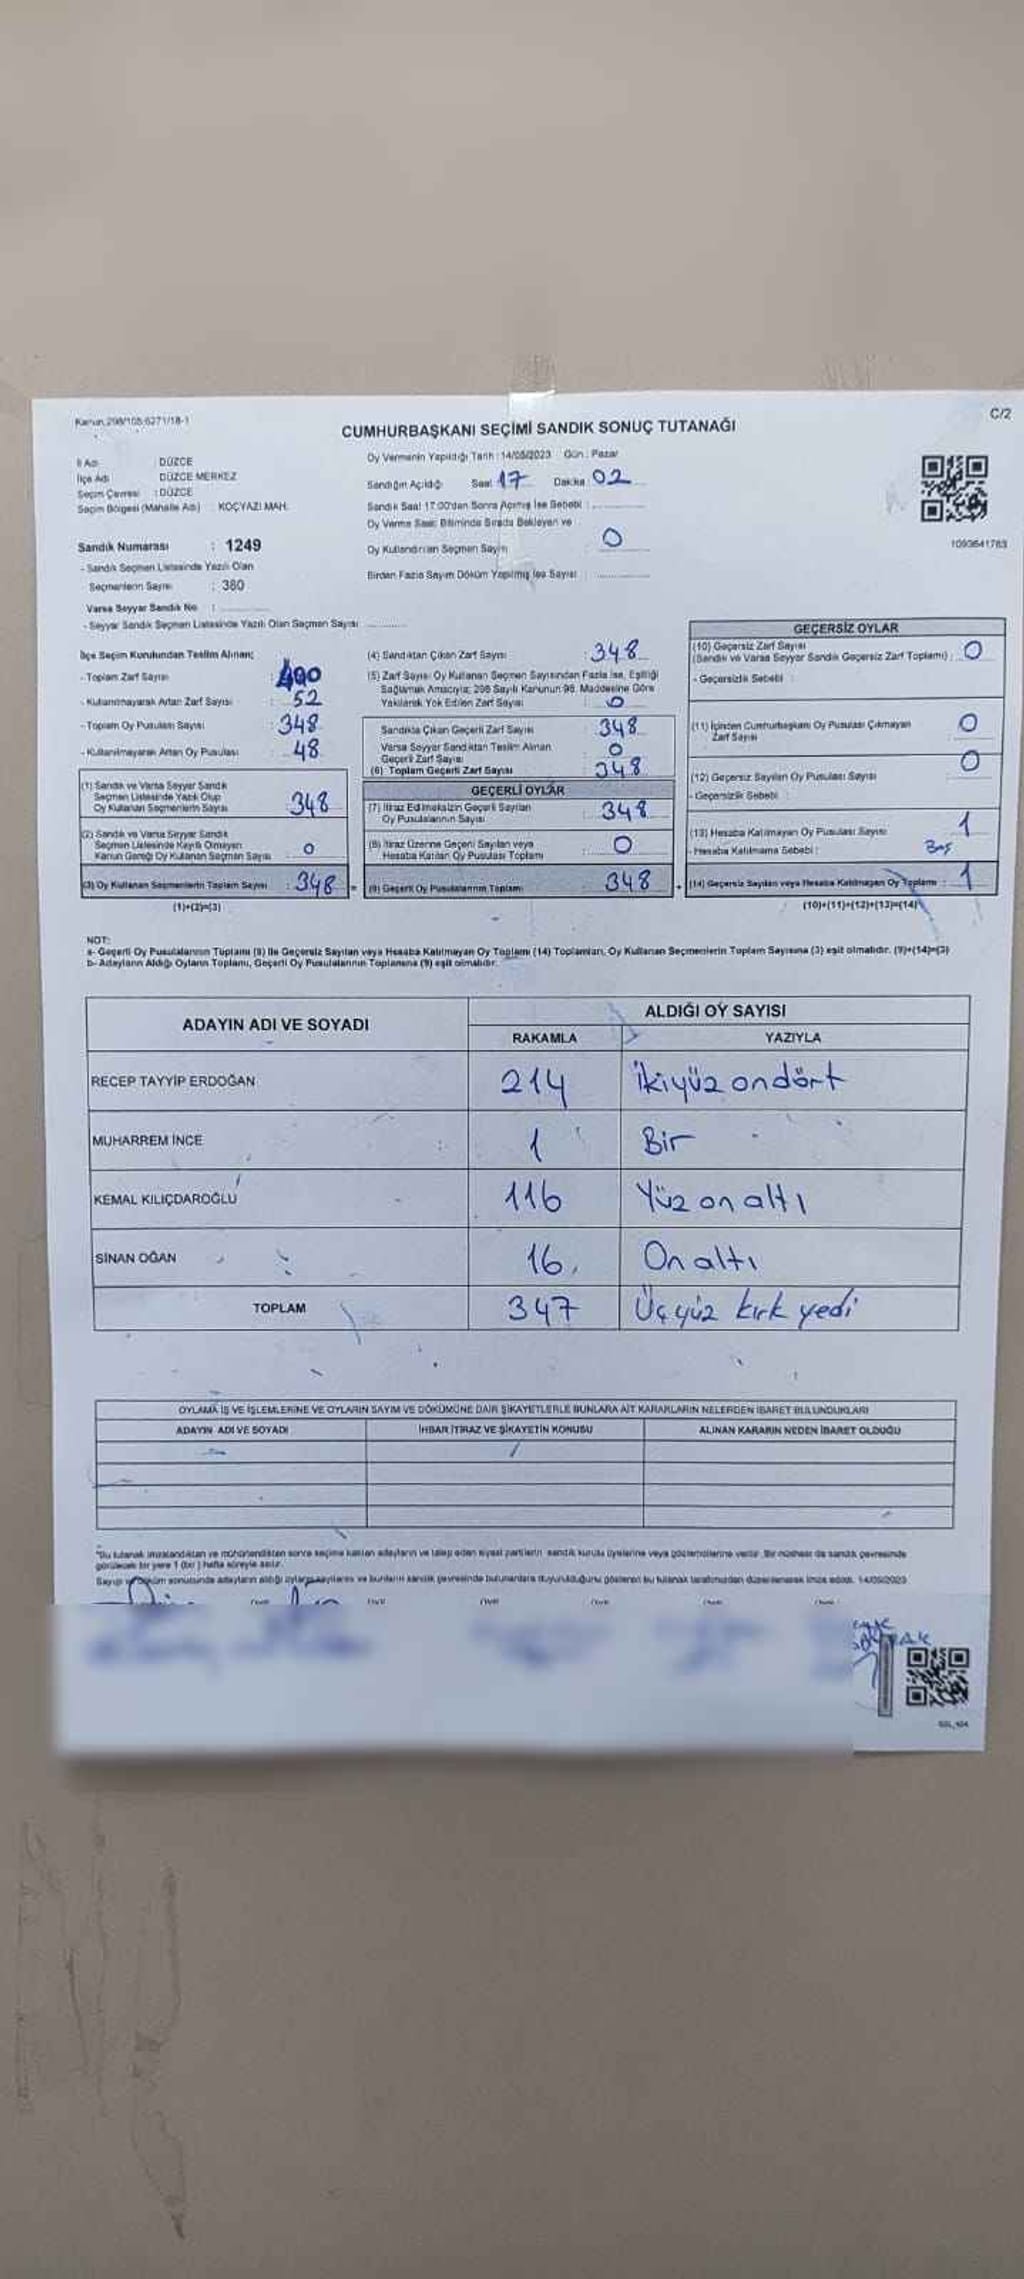 Kanun:298/105;6271/18-1
C/2
CUMHURBAŞKANI SEÇİMİ SANDIK SONUÇ TUTANAĞI
İl Adı : DÜZCE
İlçe Adı : DÜZCE MERKEZ
Seçim Çevresi : DÜZCE
Seçim Bölgesi (Mahalle Adı) : KOÇYAZI MAH.
Sandık Numarası : 1249
- Sandık Seçmen Listesinde Yazılı Olan
Seçmenlerin Sayısı : 380
Varsa Seyyar Sandık No :
- Seyyar Sandık Seçmen Listesinde Yazılı Olan Seçmen Sayısı
Oy Vermenin Yapıldığı Tarih : 14/05/2023 Gün : Pazar
Sandığın Açıldığı Saat 17 Dakika 02
Sandık Saat 17:00'den Sonra Açılmış İse Sebebi :
Oy Verme Saati Bitiminde Sırada Bekleyen ve
Oy Kullandırılan Seçmen Sayısı 0
Birden Fazla Sayım Döküm Yapılmış İse Sayısı :
1093641763
İlçe Seçim Kurulundan Teslim Alınan;
- Toplam Zarf Sayısı : 400
- Kullanılmayarak Artan Zarf Sayısı : 52
- Toplam Oy Pusulası Sayısı : 348
- Kullanılmayarak Artan Oy Pusulası : 48
(1) Sandık ve Varsa Seyyar Sandık
Seçmen Listesinde Yazılı Olup
Oy Kullanan Seçmenlerin Sayısı : 348
(2) Sandık ve Varsa Seyyar Sandık
Seçmen Listesinde Kayıtlı Olmayan
Kanun Gereği Oy Kullanan Seçmen Sayısı : 0
(3) Oy Kullanan Seçmenlerin Toplam Sayısı : 348
(1)+(2)=(3)
(4) Sandıktan Çıkan Zarf Sayısı : 348
(5) Zarf Sayısı Oy Kullanan Seçmen Sayısından Fazla İse, Eşitliği
Sağlamak Amacıyla; 298 Sayılı Kanunun 98. Maddesine Göre
Yakılarak Yok Edilen Zarf Sayısı : 0
Sandıkta Çıkan Geçerli Zarf Sayısı : 348
Varsa Seyyar Sandıktan Teslim Alınan
Geçerli Zarf Sayısı : 0
(6) Toplam Geçerli Zarf Sayısı : 348
GEÇERLİ OYLAR
(7) İtiraz Edilmeksizin Geçerli Sayılan
Oy Pusulalarının Sayısı : 348
(8) İtiraz Üzerine Geçerli Sayılan veya
Hesaba Katılan Oy Pusulası Toplamı : 0
(9) Geçerli Oy Pusulalarının Toplamı : 348
GEÇERSİZ OYLAR
(10) Geçersiz Zarf Sayısı
(Sandık ve Varsa Seyyar Sandık Geçersiz Zarf Toplamı) : 0
- Geçersizlik Sebebi :
(11) İçinden Cumhurbaşkanı Oy Pusulası Çıkmayan
Zarf Sayısı 0
(12) Geçersiz Sayılan Oy Pusulası Sayısı 0
- Geçersizlik Sebebi :
(13) Hesaba Katılmayan Oy Pusulası Sayısı 1
- Hesaba Katılmama Sebebi : Boş
(14) Geçersiz Sayılan veya Hesaba Katılmayan Oy Toplamı : 1
(10)+(11)+(12)+(13)=(14)
NOT:
a- Geçerli Oy Pusulalarının Toplamı (9) ile Geçersiz Sayılan veya Hesaba Katılmayan Oy Toplamı (14) Toplamları, Oy Kullanan Seçmenlerin Toplam Sayısına (3) eşit olmalıdır. (9)+(14)=(3)
b- Adayların Aldığı Oyların Toplamı, Geçerli Oy Pusulalarının Toplamına (9) eşit olmalıdır.
ADAYIN ADI VE SOYADI
ALDIĞI OY SAYISI
RAKAMLA YAZIYLA
RECEP TAYYİP ERDOĞAN 214 İkiyüz ondört
MUHARREM İNCE 1 Bir
KEMAL KILIÇDAROĞLU 116 Yüz on altı
SİNAN OĞAN 16 On altı
TOPLAM 347 Üçyüz kırk yedi
OYLAMA İŞ VE İŞLEMLERİNE VE OYLARIN SAYIM VE DÖKÜMÜNE DAİR ŞİKAYETLERLE BUNLARA AİT KARARLARIN NELERDEN İBARET BULUNDUKLARI
ADAYIN ADI VE SOYADI İHBAR İTİRAZ VE ŞİKAYETİN KONUSU ALINAN KARARIN NEDEN İBARET OLDUĞU
*Bu tutanak imzalandıktan ve mühürlendikten sonra seçime katılan adayların ve talep eden siyasi partilerin sandık kurulu üyelerine veya gözlemcilerine verilir. Bir nüshası da sandık çevresinde
görülecek bir yere 1 (bir) hafta süreyle asılır.
Sayım ve döküm sonucunda adayların aldığı oyların sayılarını ve bunların sandık çevresinde bulunanlara duyurulduğunu gösteren bu tutanak tarafımızdan düzenlenerek imza edildi. 14/05/2023